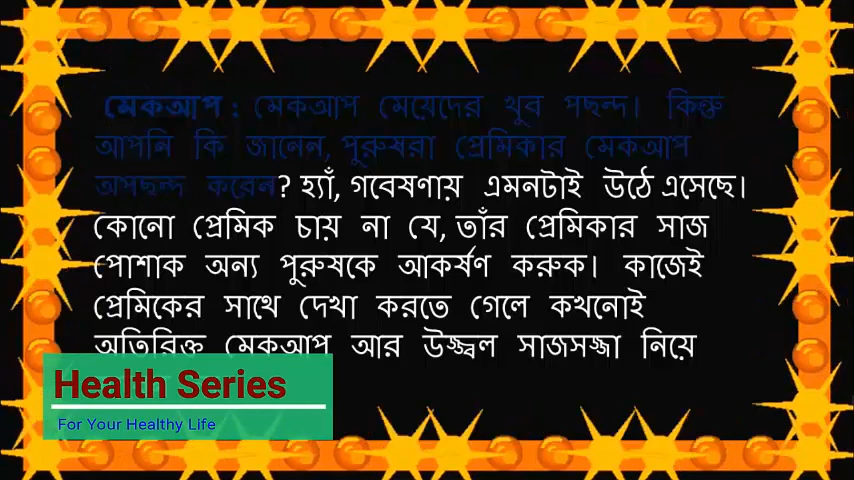 মেকআপ : মেকআপ মেয়েদের খুব পছন্দ। কিন্তু
আপনি কি জানেন, পুরুষরা প্রেমিকার মেকআপ
অপছন্দ করেন? হ্যাঁ, গবেষণায় এমনটাই উঠে এসেছে।
কোনো প্রেমিক চায় না যে, তাঁর প্রেমিকার সাজ
পোশাক অন্য পুরুষকে আকর্ষণ করুক। কাজেই
প্রেমিকের সাথে দেখা করতে গেলে কখনোই
অতিরিক্ত মেকআপ আর উজ্জ্বল সাজসজ্জা নিয়ে
Health Series
For Your Healthy Life